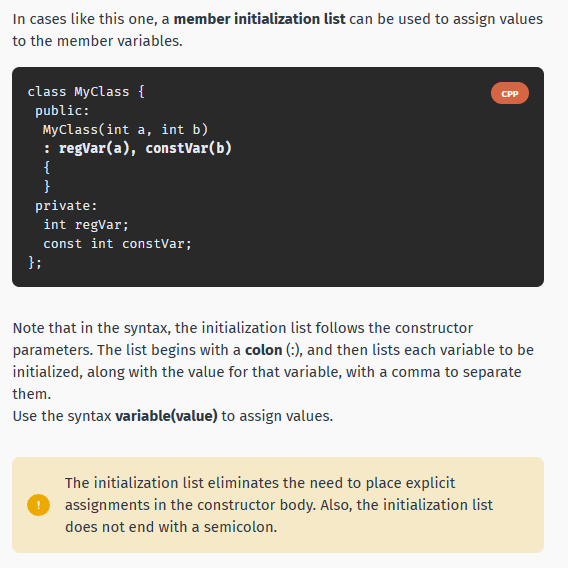 In cases like this one, a member initialization list can be used to assign values
to the member variables.
CPP
class MyClass {
public:
MyClass(int a, int b)
: regVar(a), constVar(b)
{
}
private:
int regVar;
const int constVar;
};
Note that in the syntax, the initialization list follows the constructor
parameters. The list begins with a colon (:), and then lists each variable to be
initialized, along with the value for that variable, with a comma to separate
them.
Use the syntax variable(value) to assign values.
!
The initialization list eliminates the need to place explicit
assignments in the constructor body. Also, the initialization list
does not end with a semicolon.